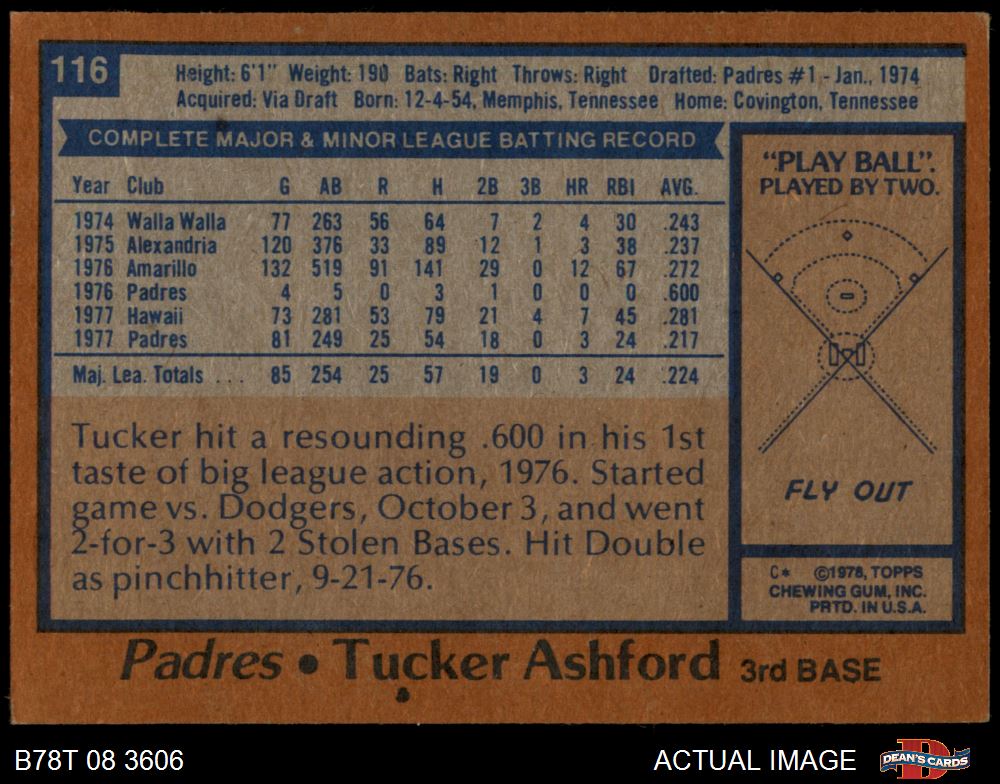 116
Height: 6'1" Weight: 190 Bats: Right Throws: Right Drafted: Padres #1 - Jan., 1974
Acquired: Via Draft Born: 12-4-54, Memphis, Tennessee Home: Covington, Tennessee
COMPLETE MAJOR & MINOR LEAGUE BATTING RECORD
Year Club G AB R H 2B 3B HR RBI AVG.
1974 Walla Walla 77 263 56 64 7 2 4 30 .243
1975 Alexandria 120 376 33 89 12 1 3 38 .237
1976 Amarillo 132 519 91 141 29 0 12 67 .272
1976 Padres 4 5 0 3 1 0 0 0 .600
1977 Hawaii 73 281 53 79 21 4 7 45 .281
1977 Padres 81 249 25 54 18 0 3 24 .217
Maj. Lea. Totals ... 85 254 25 57 19 0 3 24 .224
Tucker hit a resounding .600 in his 1st
taste of big league action, 1976. Started
game vs. Dodgers, October 3, and went
2-for-3 with 2 Stolen Bases. Hit Double
as pinchhitter, 9-21-76.
"PLAY BALL".
PLAYED BY TWO.
FLY OUT
C* ©1978, TOPPS
CHEWING GUM, INC.
PRTD. IN U.S.A.
Padres • Tucker Ashford 3rd BASE
B78T 08 3606
ACTUAL IMAGE
D
DEAN'S CARDS